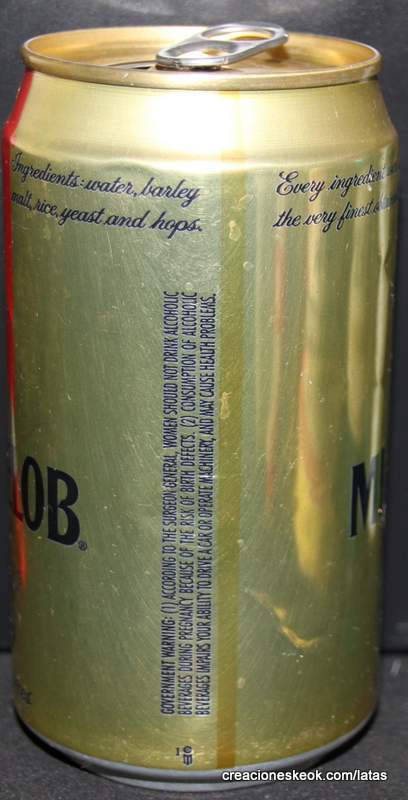 Ingredients: water, barley
malt, rice, yeast and hops.
Every
the very finest
GOVERNMENT WARNING: (1) ACCORDING TO THE SURGEON GENERAL, WOMEN SHOULD NOT DRINK ALCOHOLIC
BEVERAGES DURING PREGNANCY BECAUSE OF THE RISK OF BIRTH DEFECTS. (2) CONSUMPTION OF ALCOHOLIC
BEVERAGES IMPAIRS YOUR ABILITY TO DRIVE A CAR OR OPERATE MACHINERY, AND MAY CAUSE HEALTH PROBLEMS.
LOB®
M
creacioneskeok.com/latas